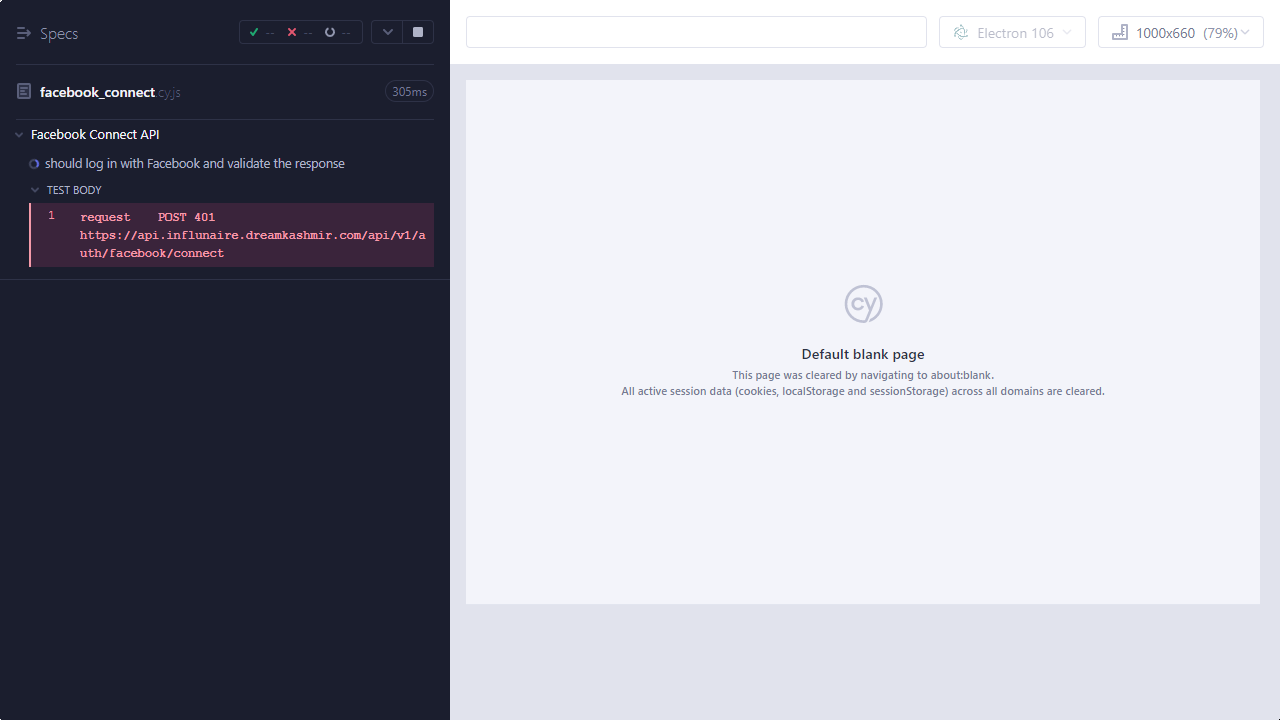 Specs
-- -- --
facebook_connect.cy.js
305ms
Facebook Connect API
should log in with Facebook and validate the response
TEST BODY
1 request POST 401
https://api.influnaire.dreamkashmir.com/api/v1/a
uth/facebook/connect
Electron 106
1000x660 (79%)
cy
Default blank page
This page was cleared by navigating to about:blank.
All active session data (cookies, localStorage and sessionStorage) across all domains are cleared.